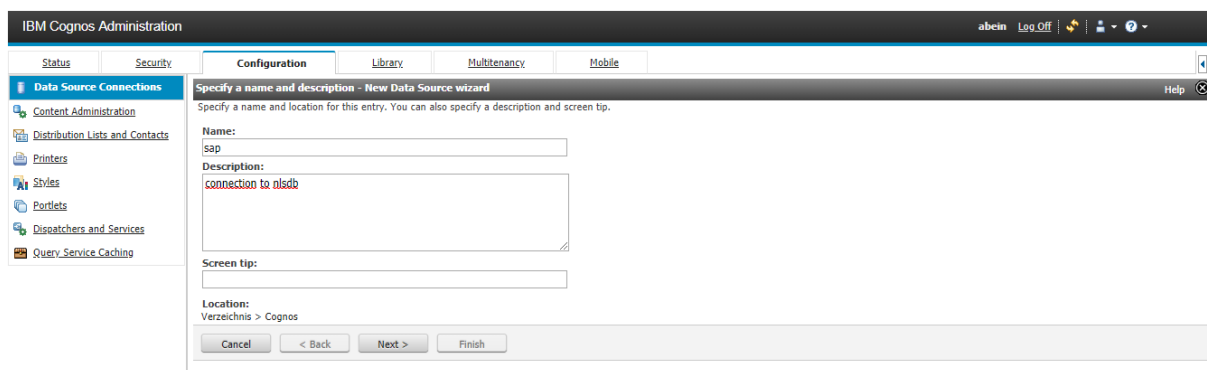 IBM Cognos Administration
abein Log Off
Status Security Configuration Library Multitenancy Mobile
Data Source Connections
Content Administration
Distribution Lists and Contacts
Printers
Styles
Portlets
Dispatchers and Services
Query Service Caching
Specify a name and description - New Data Source wizard Help
Specify a name and location for this entry. You can also specify a description and screen tip.
Name:
sap
Description:
connection to nlsdb
Screen tip:
Location:
Verzeichnis > Cognos
Cancel < Back Next > Finish